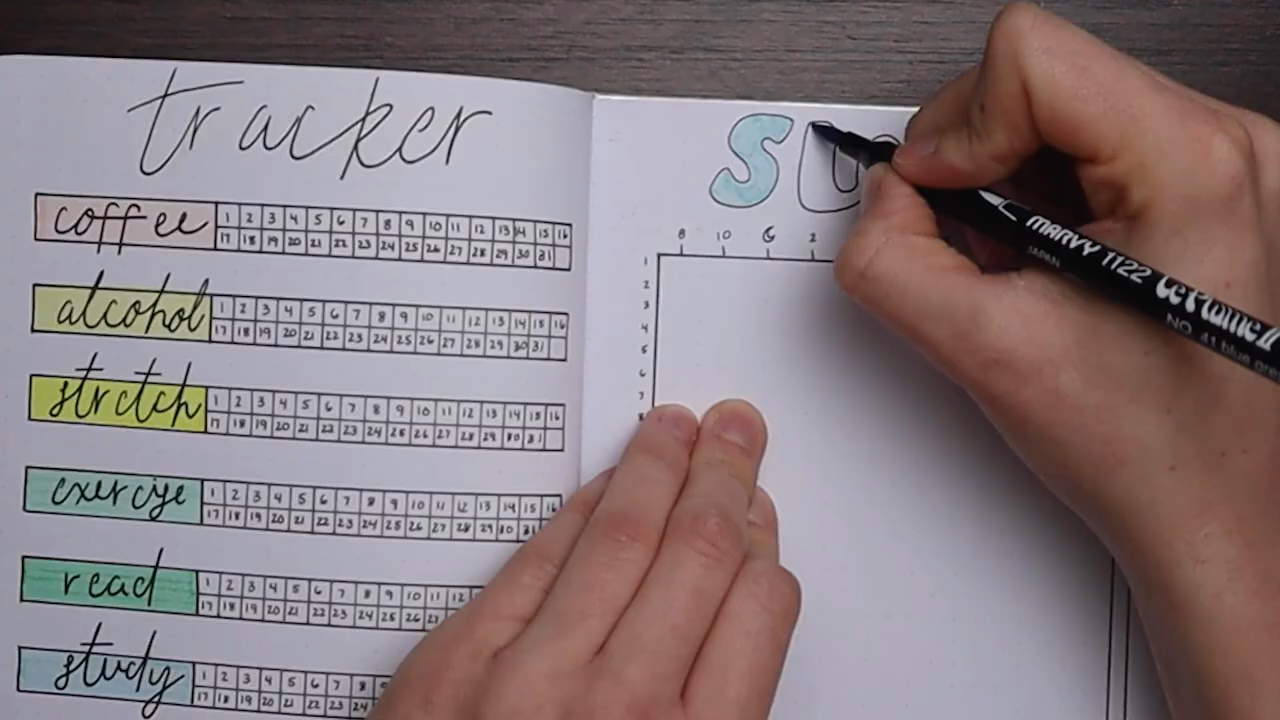 tracker
coffee 1 2 3 4 5 6 7 8 9 10 11 12 13 14 15 16
17 18 19 20 21 22 23 24 25 26 27 28 29 30 31
alcohol 1 2 3 4 5 6 7 8 9 10 11 12 13 14 15 16
17 18 19 20 21 22 23 24 25 26 27 28 29 30 31
stretch 1 2 3 4 5 6 7 8 9 10 11 12 13 14 15 16
17 18 19 20 21 22 23 24 25 26 27 28 29 30 31
exercise 1 2 3 4 5 6 7 8 9 10 11 12 13 14 15 16
17 18 19 20 21 22 23 24 25 26 27 28 29 30 31
read 1 2 3 4 5 6 7 8 9 10 11 12
17 18 19 20 21 22 23 24 25 26 27
study 1 2 3 4 5 6 7 8
17 18 19 20 21 22 23 24
S
8 10 2
1
2
3
4
5
6
7
8
MARVY 1122 Le Plume II
JAPAN
NO. 41 blue gre